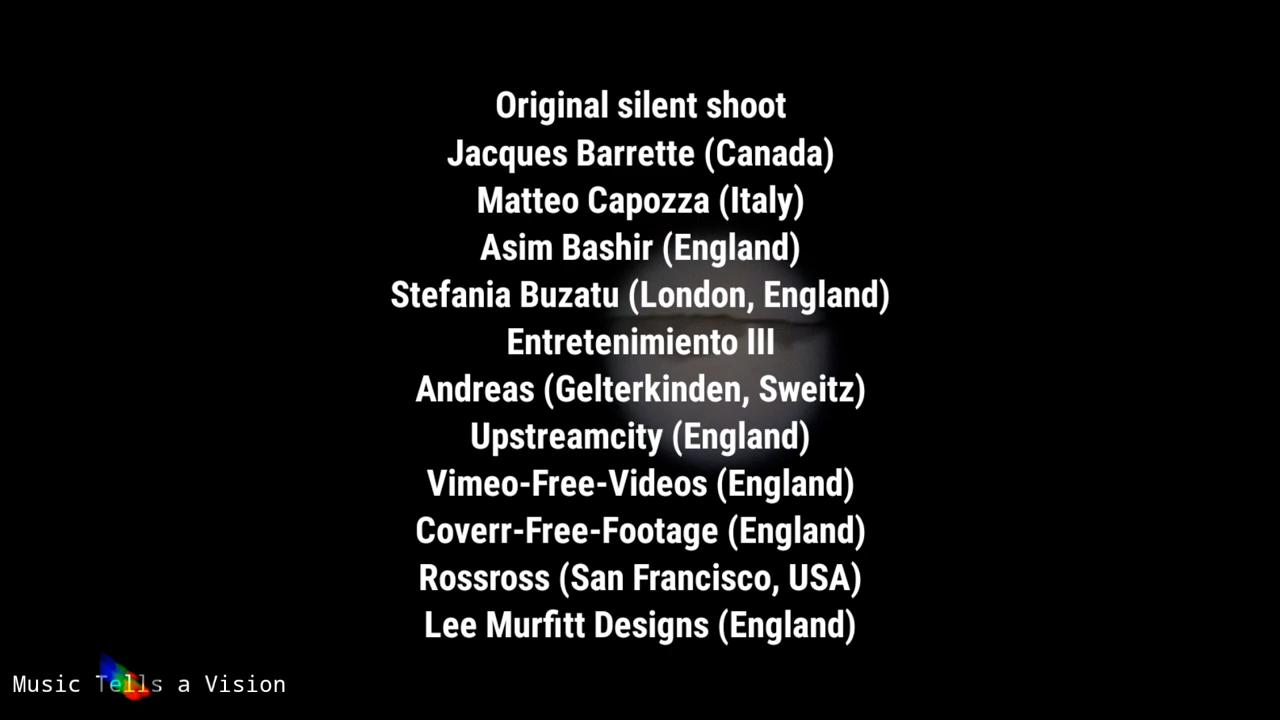 Original silent shoot
Jacques Barrette (Canada)
Matteo Capozza (Italy)
Asim Bashir (England)
Stefania Buzatu (London, England)
Entretenimiento III
Andreas (Gelterkinden, Sweitz)
Upstreamcity (England)
Vimeo-Free-Videos (England)
Coverr-Free-Footage (England)
Rossross (San Francisco, USA)
Lee Murfitt Designs (England)
Music Tells a Vision